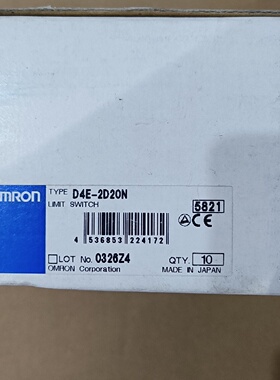 OMRON
TYPE D4E-2D20N
LIMIT SWITCH
5821
CE
4 536853 224172
LOT No. 0326Z4
QTY. 10
OMRON Corporation
MADE IN JAPAN